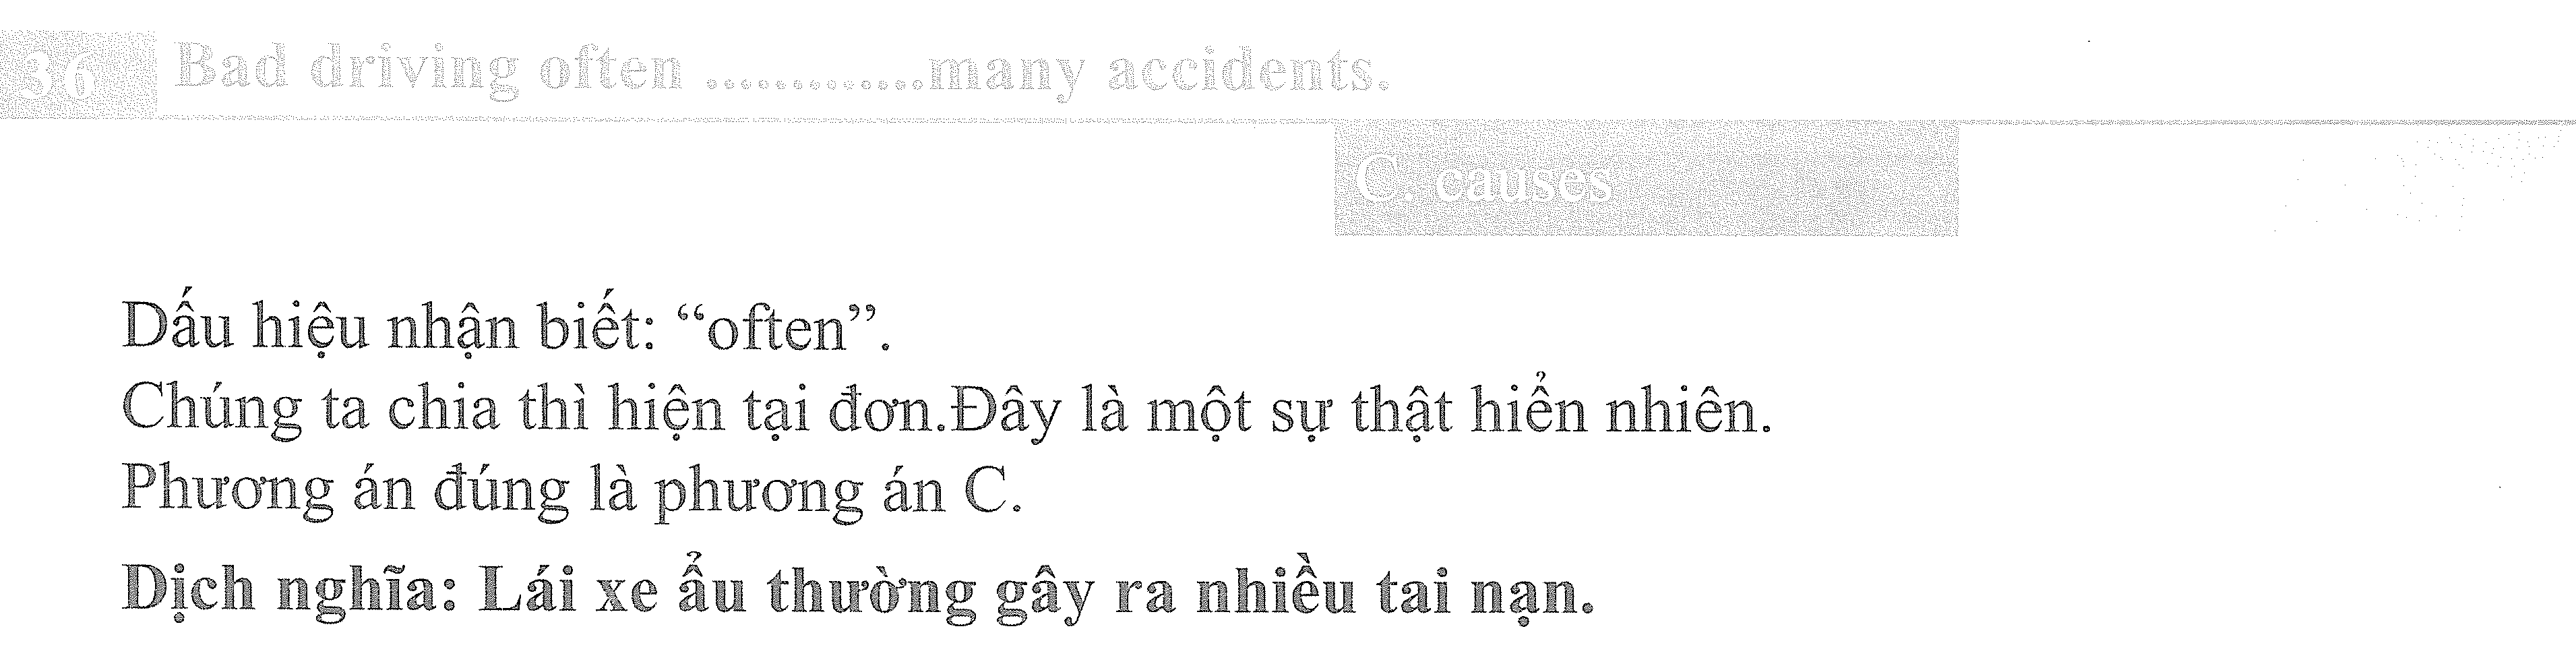 36 Bad driving often .............many accidents.
C. causes
Dấu hiệu nhận biết: “often”.
Chúng ta chia thì hiện tại đơn.Đây là một sự thật hiển nhiên.
Phương án đúng là phương án C.
Dịch nghĩa: Lái xe ẩu thường gây ra nhiều tai nạn.